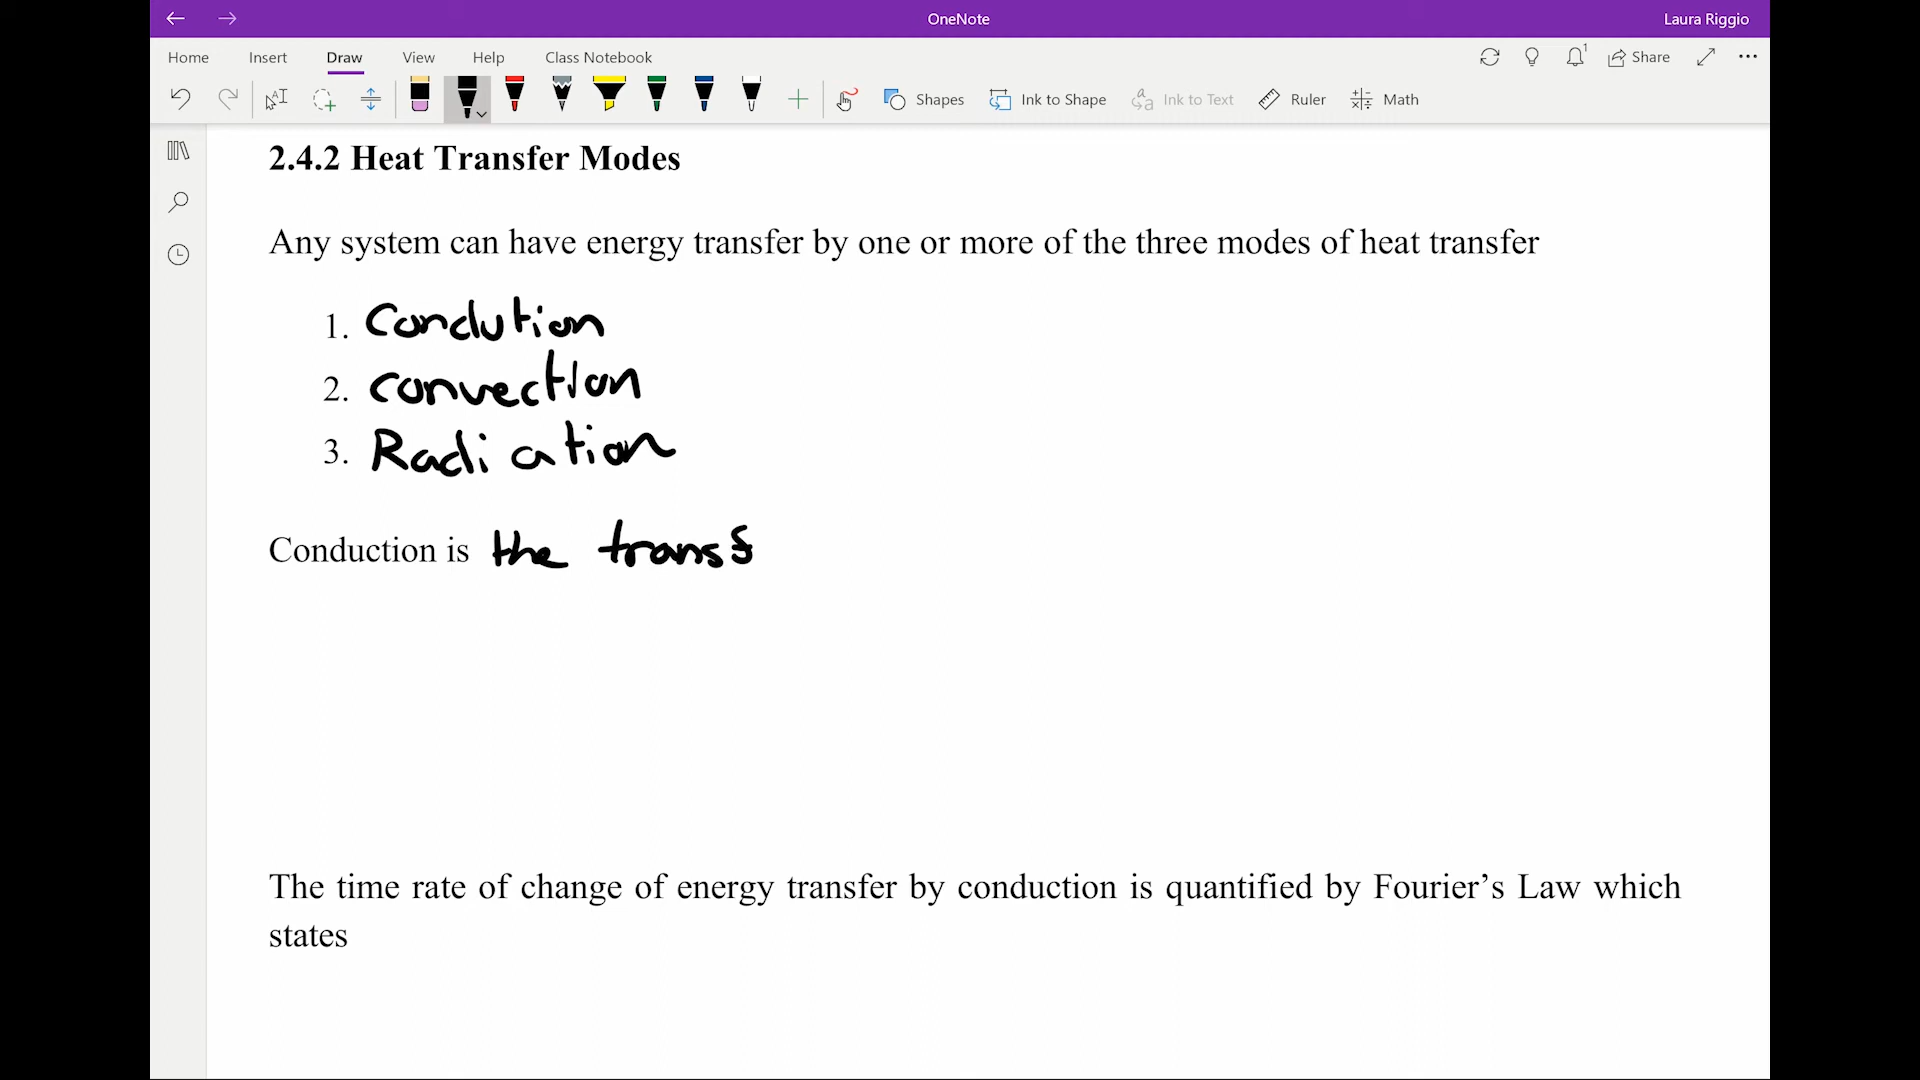 OneNote
Laura Riggio
Home Insert Draw View Help Class Notebook
1
Share
Shapes Ink to Shape Ink to Text Ruler Math
2.4.2 Heat Transfer Modes
Any system can have energy transfer by one or more of the three modes of heat transfer
1. Condution
2. convection
3. Radiation
Conduction is the transf
The time rate of change of energy transfer by conduction is quantified by Fourier’s Law which
states